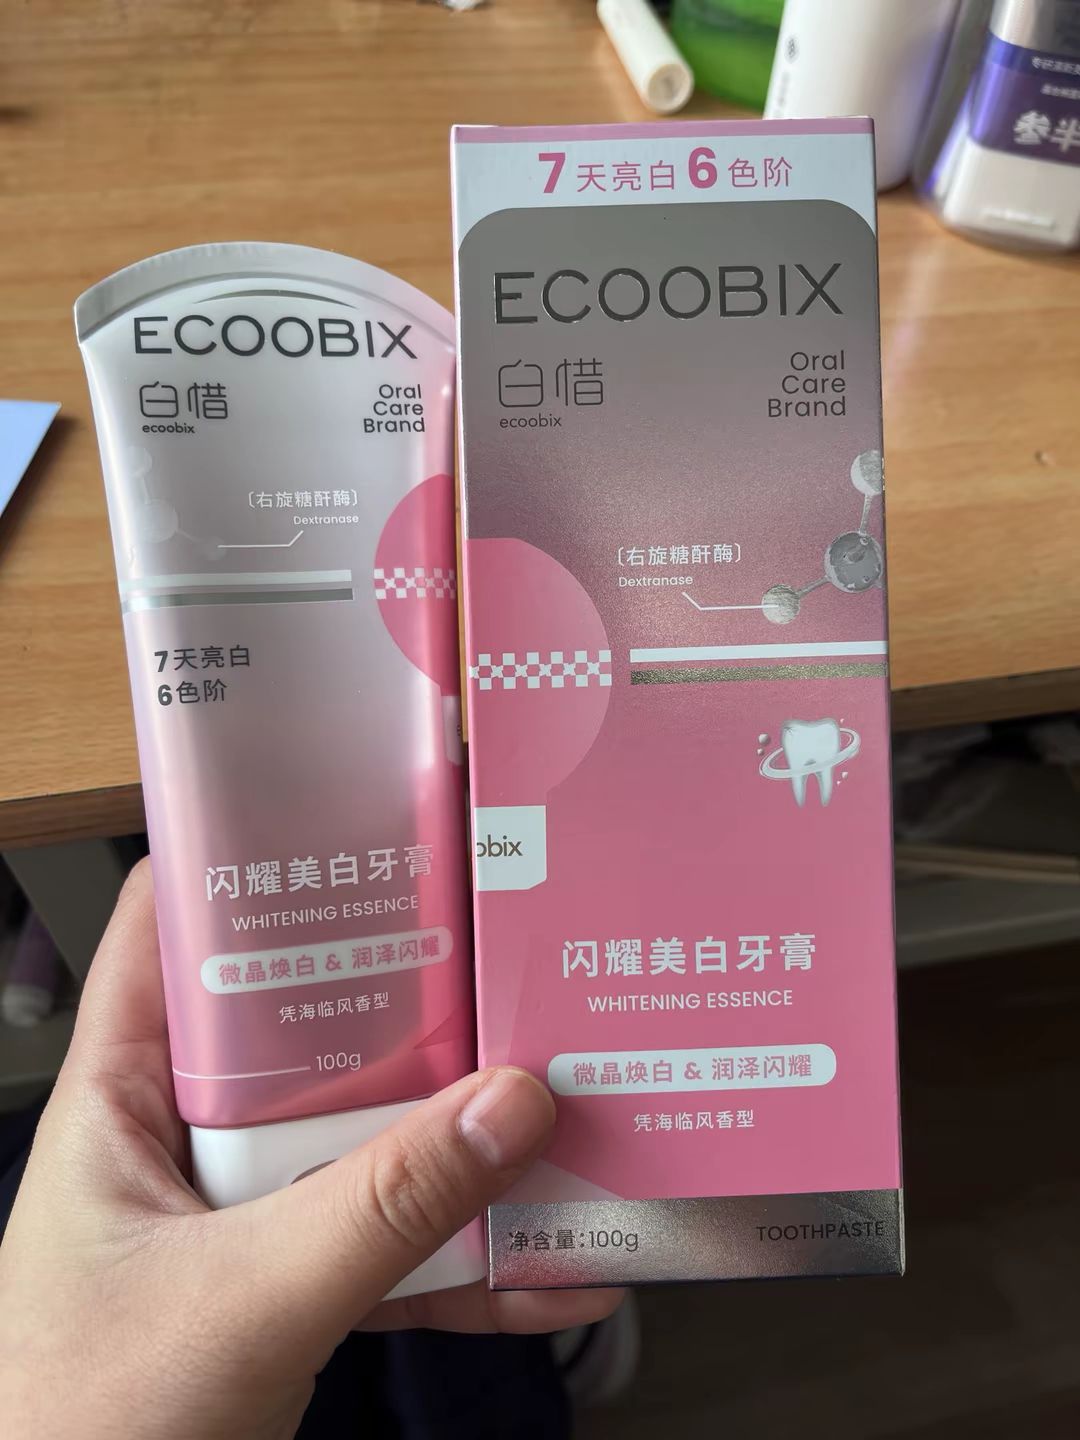 ECOOBIX
白惜
ecoobix
Oral
Care
Brand
〔右旋糖酐酶〕
Dextranase
7天亮白
6色阶
闪耀美白牙膏
WHITENING ESSENCE
微晶焕白 & 润泽闪耀
凭海临风香型
100g
7天亮白6色阶
ECOOBIX
白惜
ecoobix
Oral
Care
Brand
〔右旋糖酐酶〕
Dextranase
obix
闪耀美白牙膏
WHITENING ESSENCE
微晶焕白 & 润泽闪耀
凭海临风香型
净含量:100g
TOOTHPASTE
参半